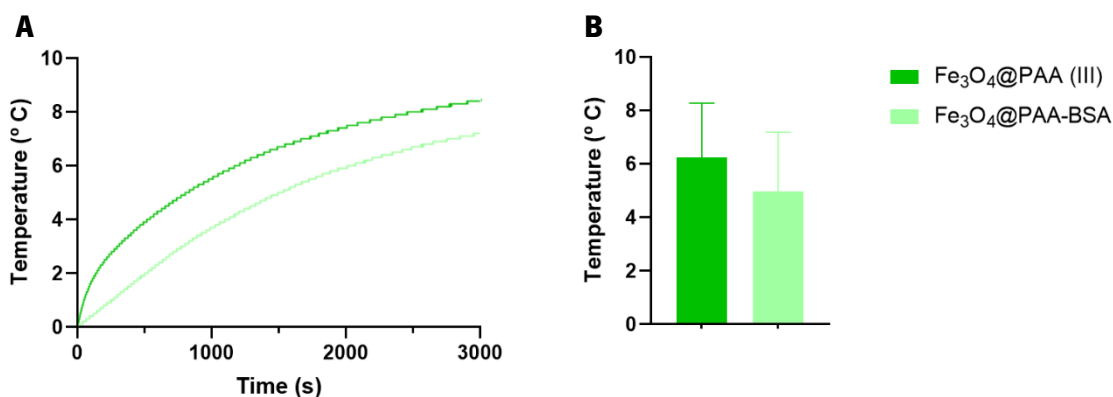 A
Temperature (º C)
10
8
6
4
2
0
0 1000 2000 3000
Time (s)
B
Temperature (º C)
10
8
6
4
2
0
Fe₃O₄@PAA (III)
Fe₃O₄@PAA-BSA